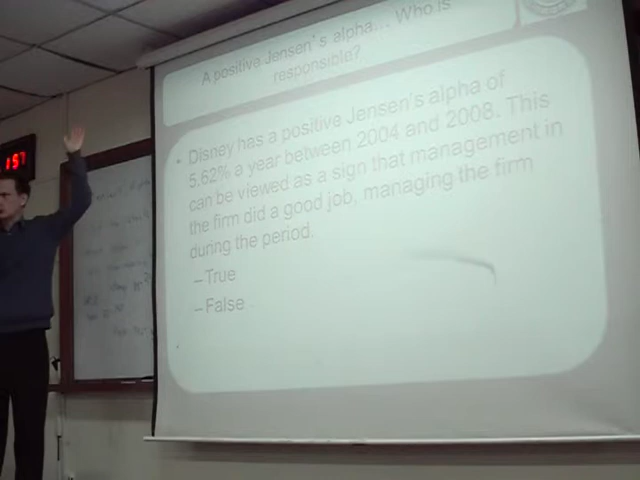 A positive Jensen's alpha... Who is
responsible?
• Disney has a positive Jensen's alpha of
5,62% a year between 2004 and 2008. This
can be viewed as a sign that management in
the firm did a good job, managing the firm
during the period.
– True
– False
1:57